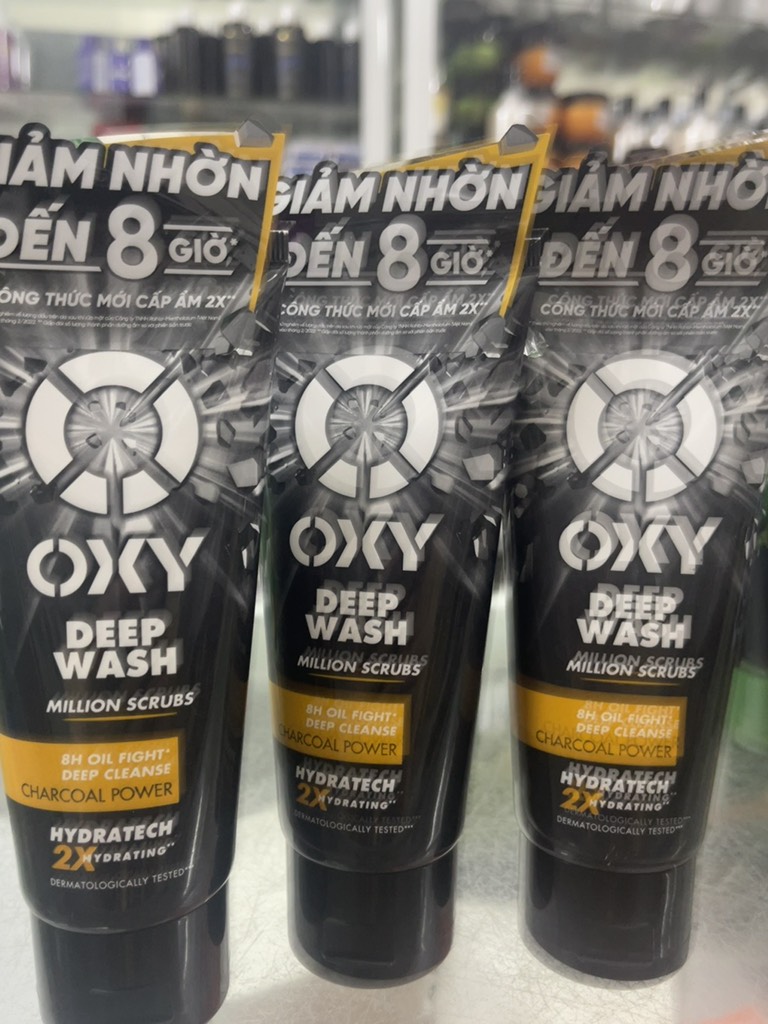 GIẢM NHỜN
ĐẾN 8 GIỜ*
CÔNG THỨC MỚI CẤP ẨM 2X**
OXY
DEEP
WASH
MILLION SCRUBS
8H OIL FIGHT*
DEEP CLEANSE
CHARCOAL POWER
HYDRATECH
2X HYDRATING**
DERMATOLOGICALLY TESTED***
GIẢM NHỜN
ĐẾN 8 GIỜ*
CÔNG THỨC MỚI CẤP ẨM 2X**
OXY
DEEP
WASH
MILLION SCRUBS
8H OIL FIGHT*
DEEP CLEANSE
CHARCOAL POWER
HYDRATECH
2X HYDRATING**
DERMATOLOGICALLY TESTED***
GIẢM NHỜN
ĐẾN 8 GIỜ*
CÔNG THỨC MỚI CẤP ẨM 2X**
OXY
DEEP
WASH
MILLION SCRUBS
8H OIL FIGHT*
DEEP CLEANSE
CHARCOAL POWER
HYDRATECH
2X HYDRATING**
DERMATOLOGICALLY TESTED***